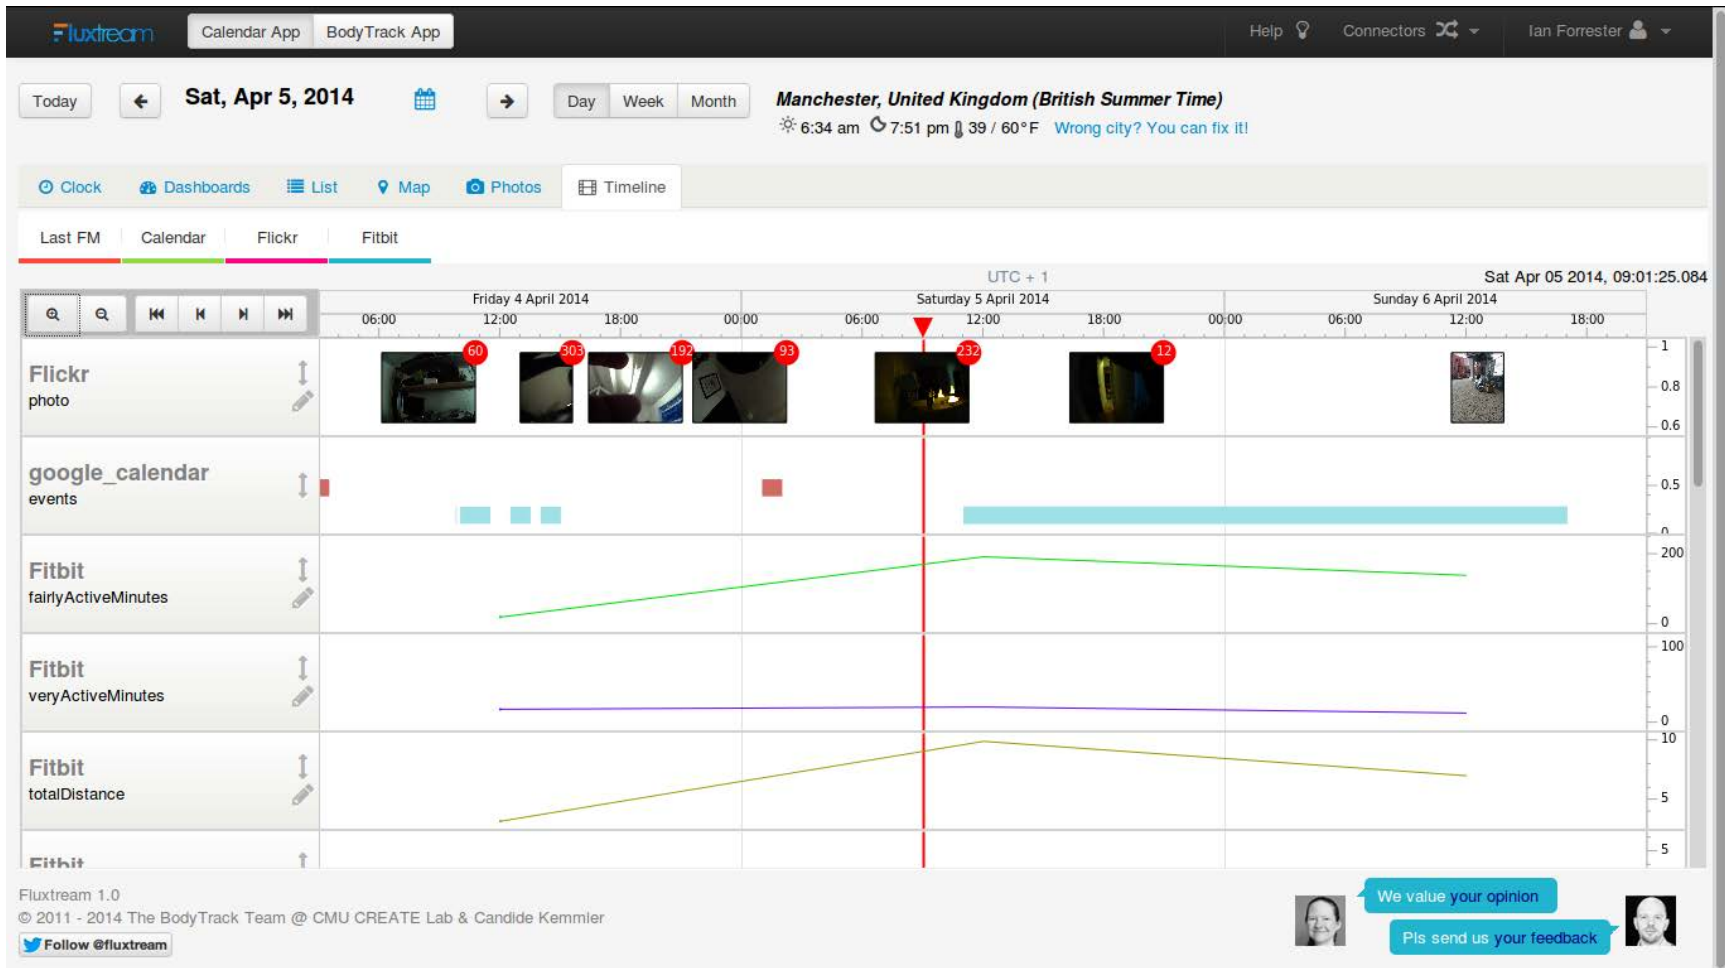 Fluxtream Calendar App BodyTrack App Help Connectors Ian Forrester
Today Sat, Apr 5, 2014 Day Week Month Manchester, United Kingdom (British Summer Time)
6:34 am 7:51 pm 39 / 60°F Wrong city? You can fix it!
Clock Dashboards List Map Photos Timeline
Last FM Calendar Flickr Fitbit
UTC + 1 Sat Apr 05 2014, 09:01:25.084
Friday 4 April 2014 Saturday 5 April 2014 Sunday 6 April 2014
06:00 12:00 18:00 00:00 06:00 12:00 18:00 00:00 06:00 12:00 18:00
60 303 192 93 232 12 1
Flickr
photo
0.8
0.6
google_calendar
events
0.5
0
Fitbit
fairlyActiveMinutes
200
0
Fitbit
veryActiveMinutes
100
0
Fitbit
totalDistance
10
5
Fitbit
5
Fluxtream 1.0
© 2011 - 2014 The BodyTrack Team @ CMU CREATE Lab & Candide Kemmler
Follow @fluxtream
We value your opinion
Pls send us your feedback